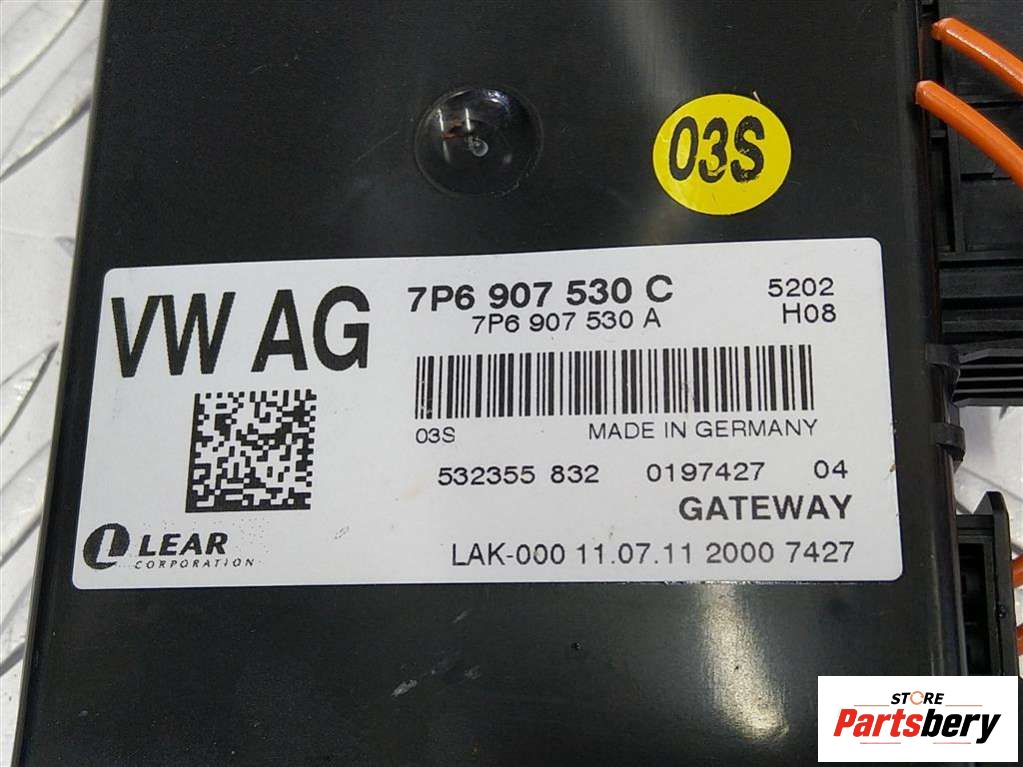 03S
VW AG
7P6 907 530 C
7P6 907 530 A
5202
H08
03S
MADE IN GERMANY
532355 832 0197427 04
GATEWAY
LEAR
CORPORATION
LAK-000 11.07.11 2000 7427
STORE
Partsbery